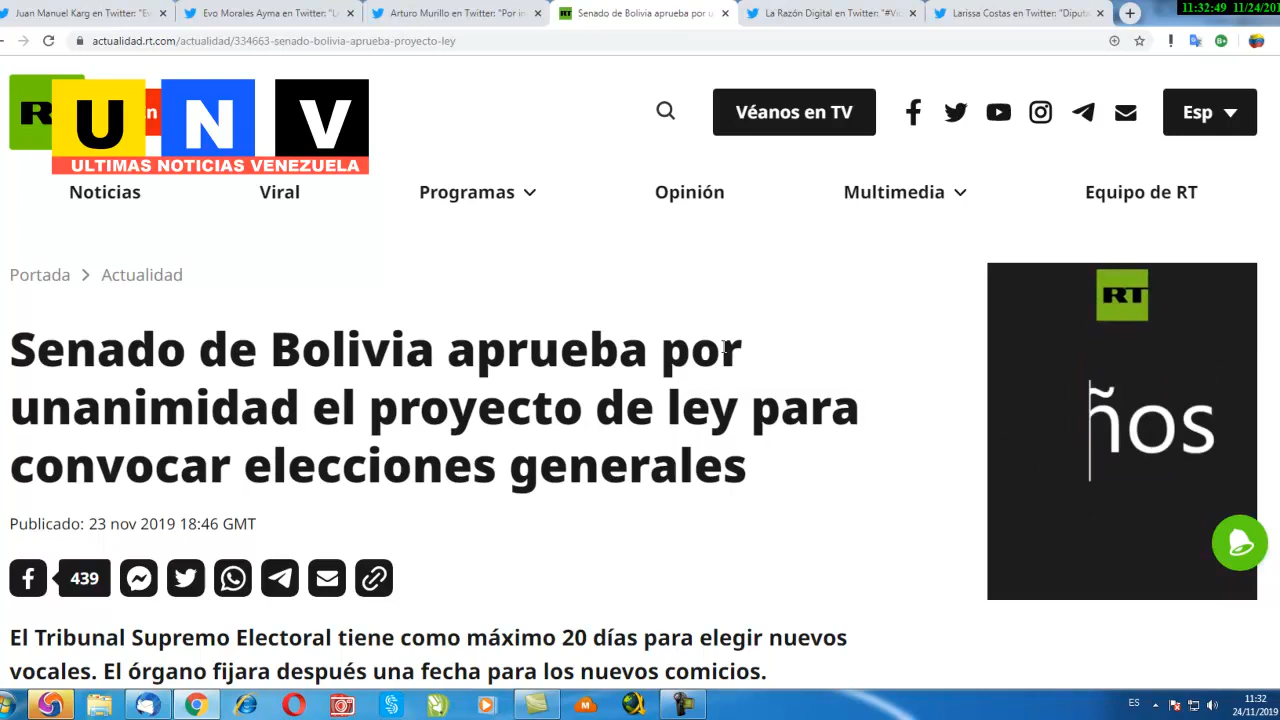 Juan Manuel Karg en Twitter: "Ev
Evo Morales Ayma en Twitter: "L
Arturo Murillo en Twitter: "Por in
Senado de Bolivia aprueba por u
La Razón Digital en Twitter: "#Vi
Larissa Costas en Twitter: "Diput
11:32:49 11/24/201
actualidad.rt.com/actualidad/334663-senado-bolivia-aprueba-proyecto-ley
R
U N V
ULTIMAS NOTICIAS VENEZUELA
Véanos en TV
Esp
Noticias
Viral
Programas
Opinión
Multimedia
Equipo de RT
Portada > Actualidad
RT
ños
Senado de Bolivia aprueba por
unanimidad el proyecto de ley para
convocar elecciones generales
Publicado: 23 nov 2019 18:46 GMT
439
El Tribunal Supremo Electoral tiene como máximo 20 días para elegir nuevos
vocales. El órgano fijara después una fecha para los nuevos comicios.
ES
11:32
24/11/2019